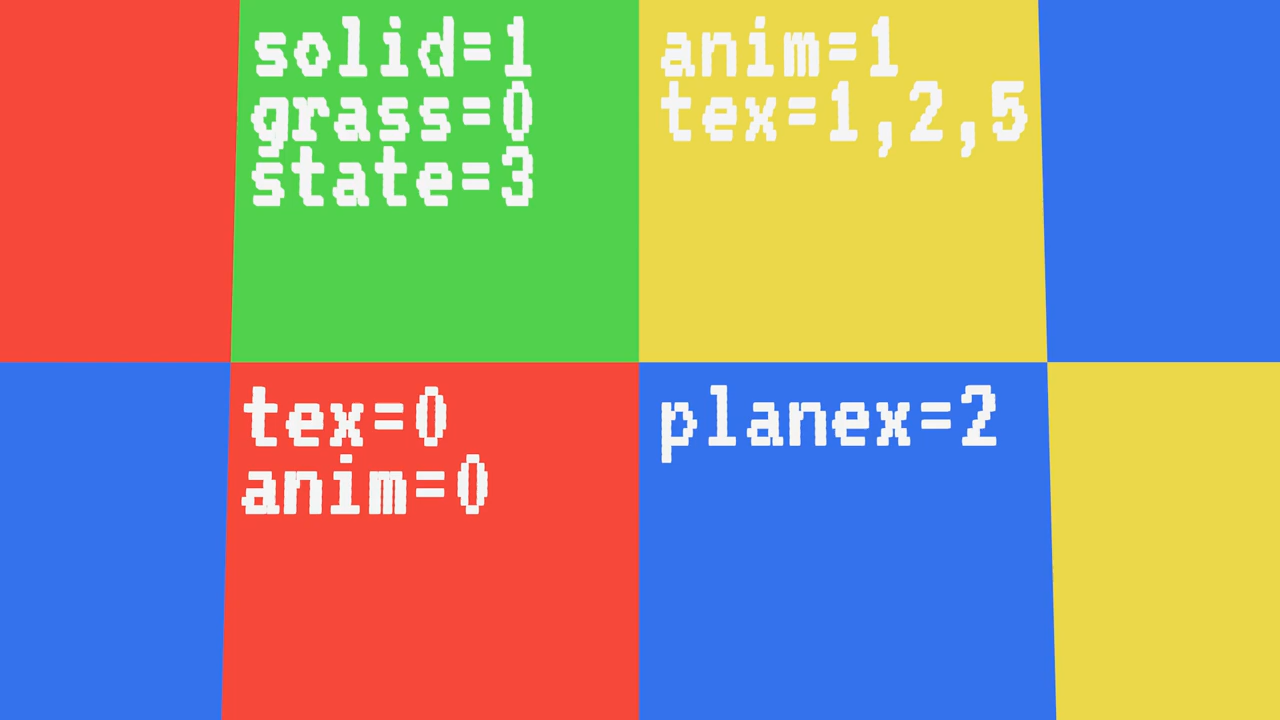 solid=1
grass=0
state=3
anim=1
tex=1,2,5
tex=0
anim=0
planex=2